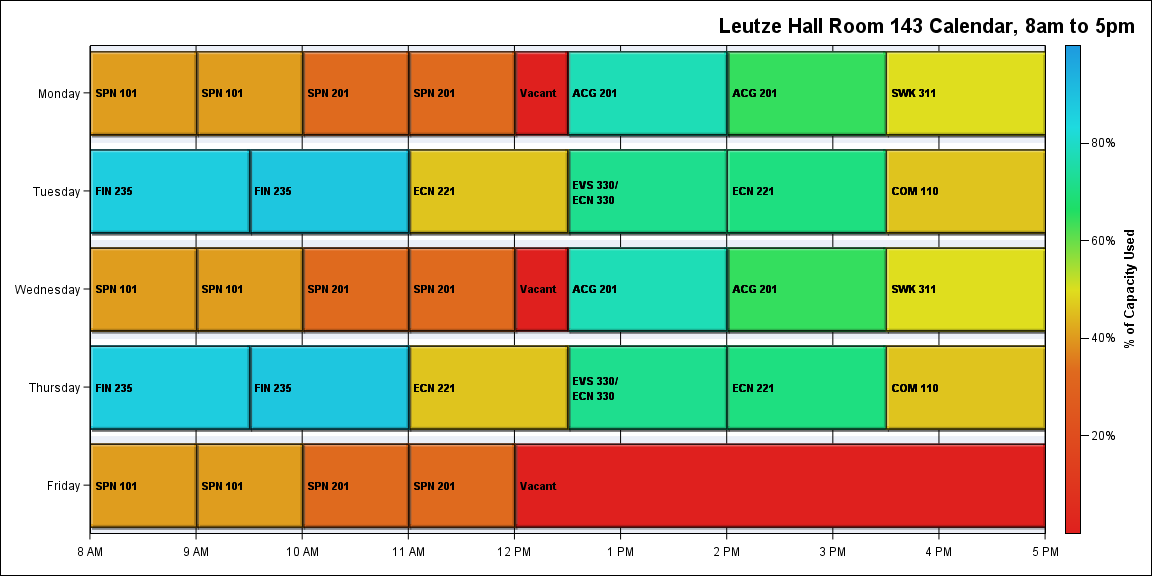 Leutze Hall Room 143 Calendar, 8am to 5pm
Monday
SPN 101
SPN 101
SPN 201
SPN 201
Vacant
ACG 201
ACG 201
SWK 311
Tuesday
FIN 235
FIN 235
ECN 221
EVS 330/
ECN 330
ECN 221
COM 110
Wednesday
SPN 101
SPN 101
SPN 201
SPN 201
Vacant
ACG 201
ACG 201
SWK 311
Thursday
FIN 235
FIN 235
ECN 221
EVS 330/
ECN 330
ECN 221
COM 110
Friday
SPN 101
SPN 101
SPN 201
SPN 201
Vacant
8 AM
9 AM
10 AM
11 AM
12 PM
1 PM
2 PM
3 PM
4 PM
5 PM
80%
60%
40%
20%
% of Capacity Used